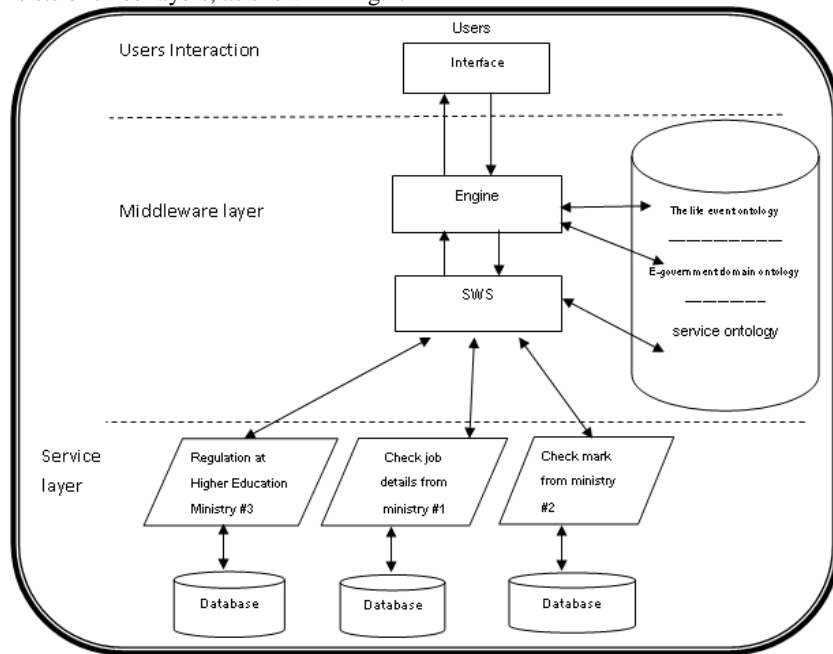 Users
Users Interaction
Interface
Engine
Middleware layer
The life event ontology
E-government domain ontology
SWS
service ontology
Service
layer
Regulation at
Higher Education
Ministry #3
Check job
details from
ministry #1
Check mark
from ministry
#2
Database
Database
Database